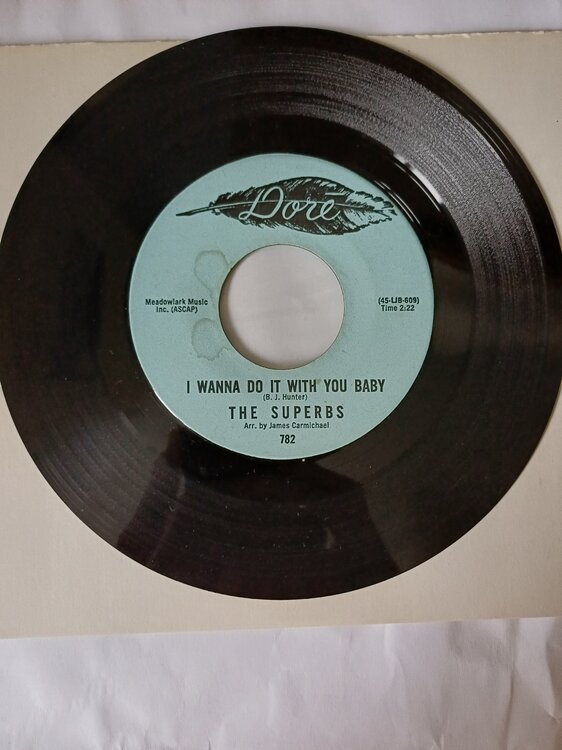 Doré
Meadowlark Music
Inc. (ASCAP)
(45-LJB-609)
Time 2:22
I WANNA DO IT WITH YOU BABY
(B. J. Hunter)
THE SUPERBS
Arr. by James Carmichael
782